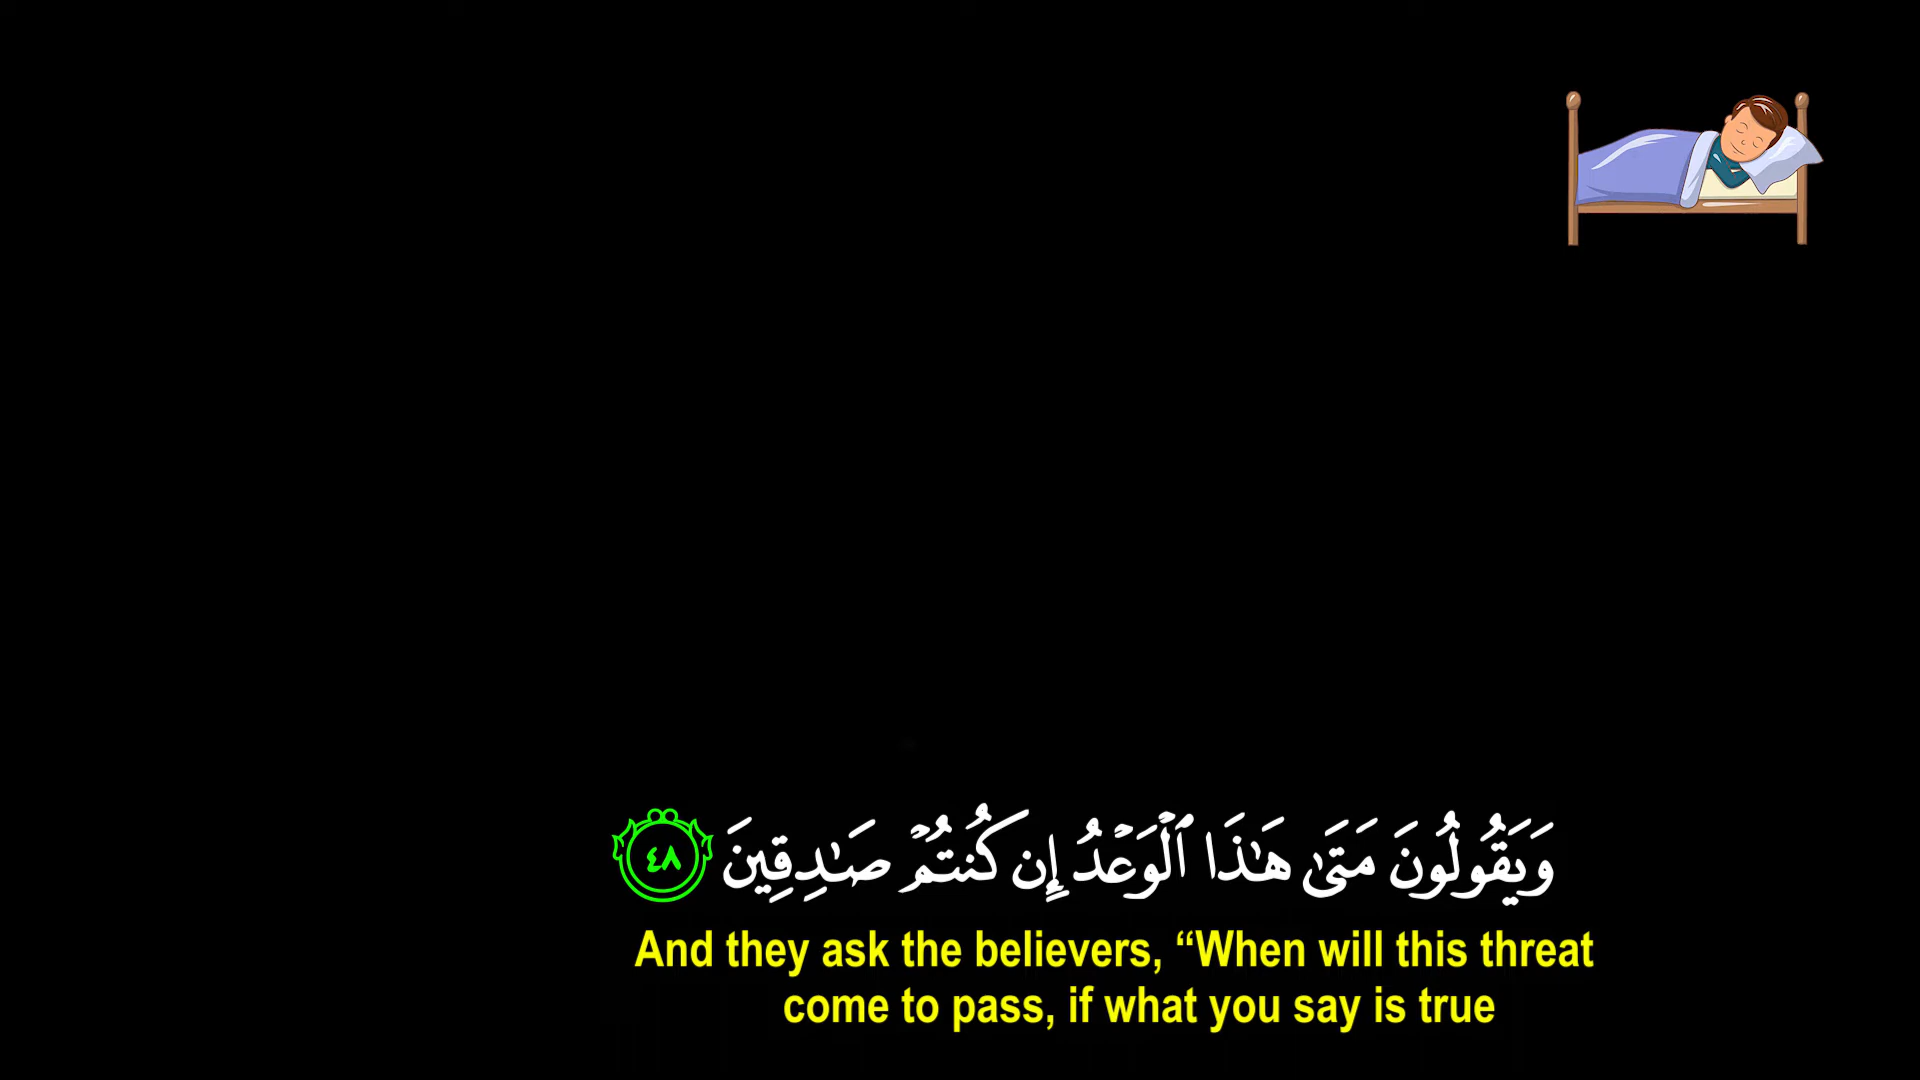 وَيَقُولُونَ مَتَىٰ هَـٰذَا ٱلْوَعْدُ إِن كُنتُمْ صَـٰدِقِينَ ٤٨
And they ask the believers, “When will this threat
come to pass, if what you say is true